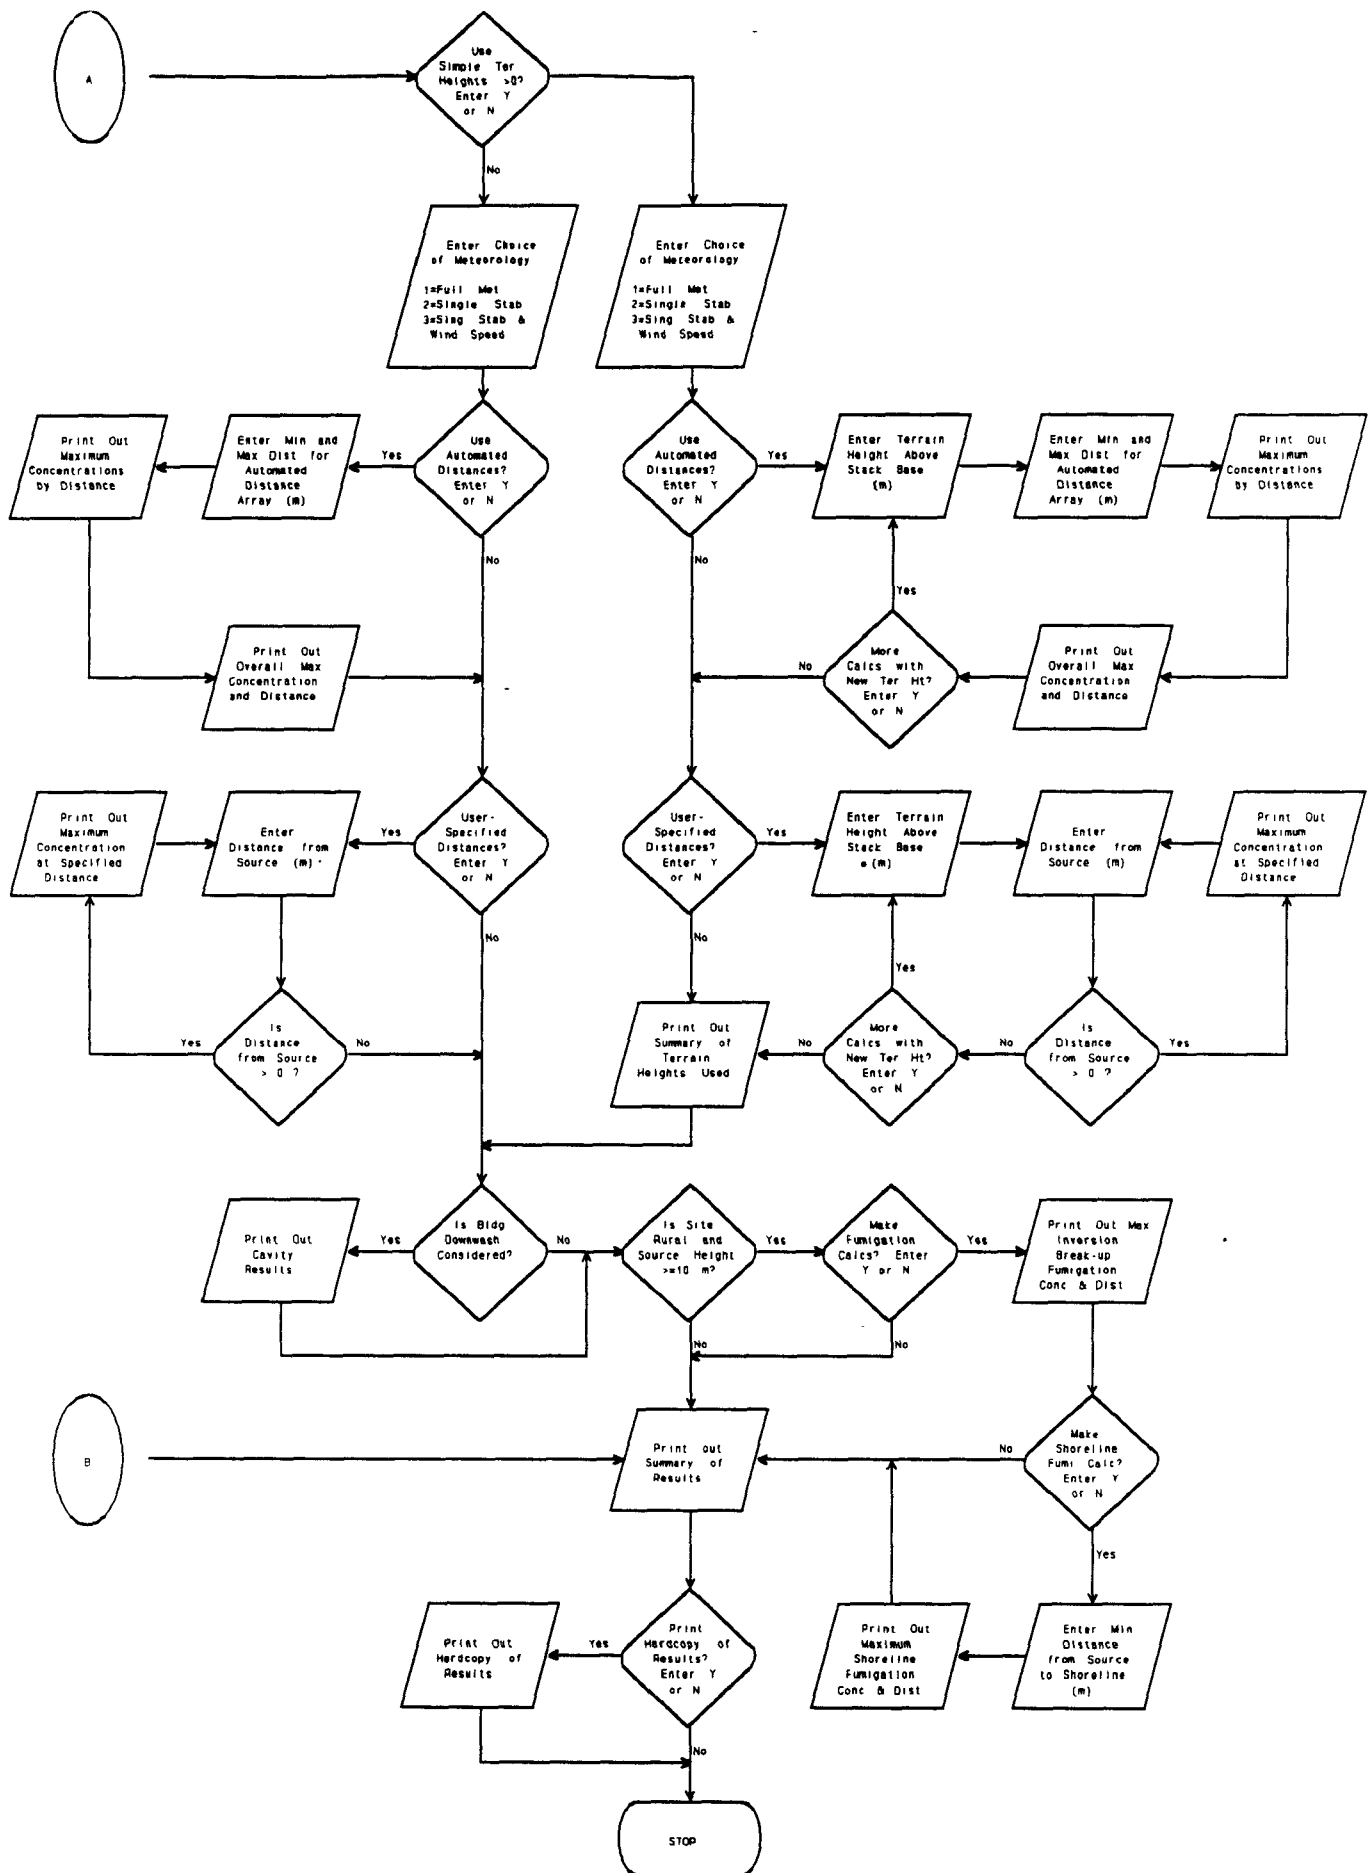 A
Use
Simple Ter
Heights >0?
Enter Y
or N
No
Enter Choice
of Meteorology
1=Full Met
2=Single Stab
3=Sing Stab &
Wind Speed
Enter Choice
of Meteorology
1=Full Met
2=Single Stab
3=Sing Stab &
Wind Speed
Print Out
Maximum
Concentrations
by Distance
Enter Min and
Max Dist for
Automated
Distance
Array (m)
Yes
Use
Automated
Distances?
Enter Y
or N
No
Use
Automated
Distances?
Enter Y
or N
Yes
No
Enter Terrain
Height Above
Stack Base
(m)
Enter Min and
Max Dist for
Automated
Distance
Array (m)
Print Out
Maximum
Concentrations
by Distance
Yes
Print Out
Overall Max
Concentration
and Distance
No
More
Calcs with
New Ter Ht?
Enter Y
or N
Print Out
Overall Max
Concentration
and Distance
Print Out
Maximum
Concentration
at Specified
Distance
Enter
Distance from
Source (m)
Yes
User-
Specified
Distances?
Enter Y
or N
No
User-
Specified
Distances?
Enter Y
or N
Yes
No
Enter Terrain
Height Above
Stack Base
(m)
Enter
Distance from
Source (m)
Print Out
Maximum
Concentration
at Specified
Distance
Yes
Yes
Is
Distance
from Source
> 0 ?
No
Print Out
Summary of
Terrain
Heights Used
No
More
Calcs with
New Ter Ht?
Enter Y
or N
No
Is
Distance
from Source
> 0 ?
Yes
Print Out
Cavity
Results
Yes
Is Bldg
Downwash
Considered?
No
Is Site
Rural and
Source Height
>=10 m?
Yes
Make
Fumigation
Calcs? Enter
Y or N
Yes
Print Out Max
Inversion
Break-up
Fumigation
Conc & Dist
No
No
B
Print out
Summary of
Results
No
Make
Shoreline
Fumi Calc?
Enter Y
or N
Yes
Print Out
Hardcopy of
Results
Yes
Print
Hardcopy of
Results?
Enter Y
or N
Print Out
Maximum
Shoreline
Fumigation
Conc & Dist
Enter Min
Distance
from Source
to Shoreline
(m)
No
STOP